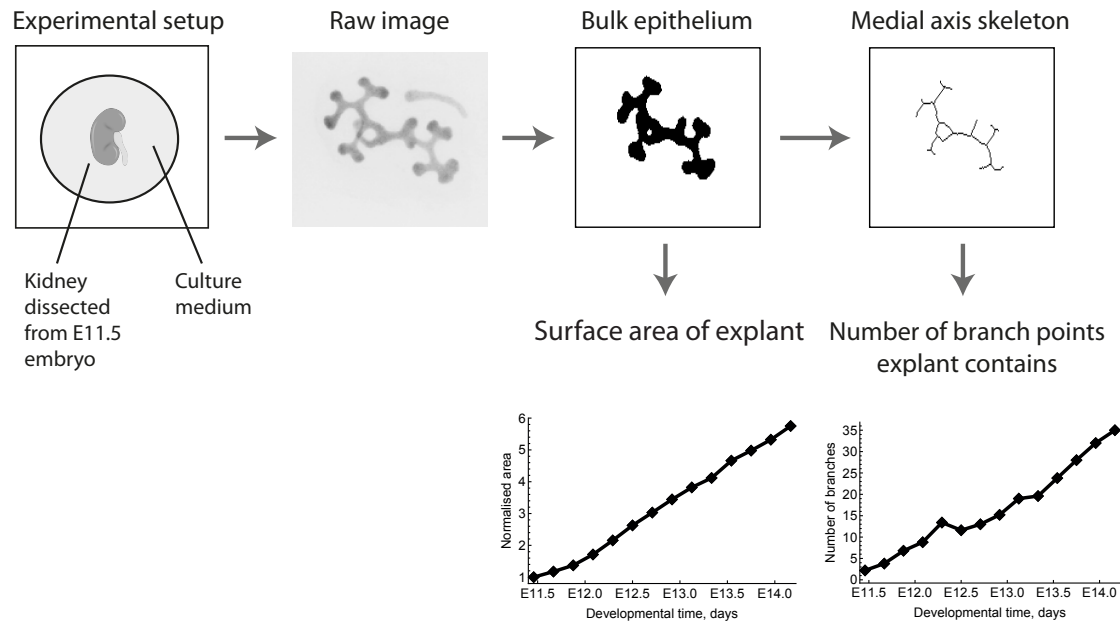 Experimental setup
Raw image
Bulk epithelium
Medial axis skeleton
Kidney
dissected
from E11.5
embryo
Culture
medium
Surface area of explant
Number of branch points
explant contains
Normalised area
6
5
4
3
2
1
E11.5 E12.0 E12.5 E13.0 E13.5 E14.0
Developmental time, days
Number of branches
35
30
20
15
10
5
0
E11.5 E12.0 E12.5 E13.0 E13.5 E14.0
Developmental time, days